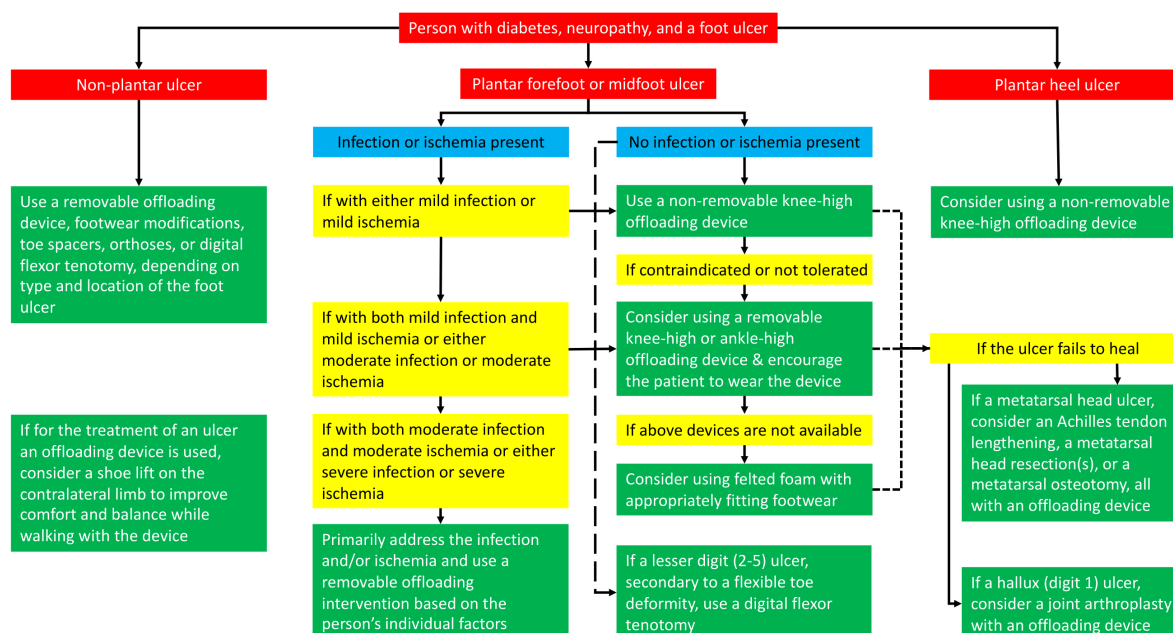 Person with diabetes, neuropathy, and a foot ulcer
Non-plantar ulcer
Plantar forefoot or midfoot ulcer
Plantar heel ulcer
Infection or ischemia present
No infection or ischemia present
Use a removable offloading
device, footwear modifications,
toe spacers, orthoses, or digital
flexor tenotomy, depending on
type and location of the foot
ulcer
If with either mild infection or
mild ischemia
Use a non-removable knee-high
offloading device
Consider using a non-removable
knee-high offloading device
If contraindicated or not tolerated
If with both mild infection and
mild ischemia or either
moderate infection or moderate
ischemia
Consider using a removable
knee-high or ankle-high
offloading device & encourage
the patient to wear the device
If the ulcer fails to heal
If for the treatment of an ulcer
an offloading device is used,
consider a shoe lift on the
contralateral limb to improve
comfort and balance while
walking with the device
If with both moderate infection
and moderate ischemia or either
severe infection or severe
ischemia
If above devices are not available
Consider using felted foam with
appropriately fitting footwear
If a metatarsal head ulcer,
consider an Achilles tendon
lengthening, a metatarsal
head resection(s), or a
metatarsal osteotomy, all
with an offloading device
Primarily address the infection
and/or ischemia and use a
removable offloading
intervention based on the
person's individual factors
If a lesser digit (2-5) ulcer,
secondary to a flexible toe
deformity, use a digital flexor
tenotomy
If a hallux (digit 1) ulcer,
consider a joint arthroplasty
with an offloading device